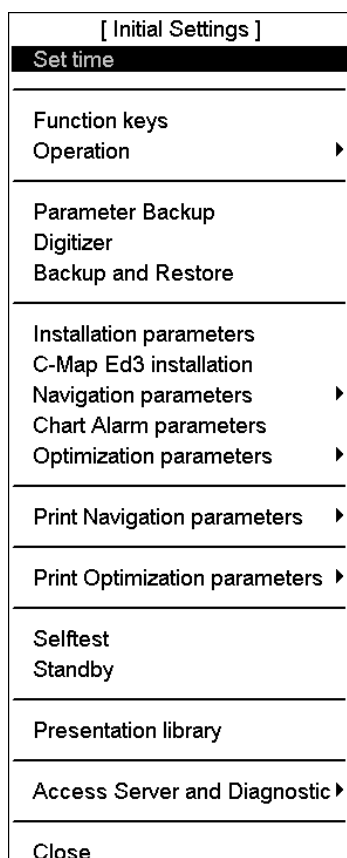 [ Initial Settings ]
Set time
Function keys
Operation
Parameter Backup
Digitizer
Backup and Restore
Installation parameters
C-Map Ed3 installation
Navigation parameters
Chart Alarm parameters
Optimization parameters
Print Navigation parameters
Print Optimization parameters
Selftest
Standby
Presentation library
Access Server and Diagnostic
Close